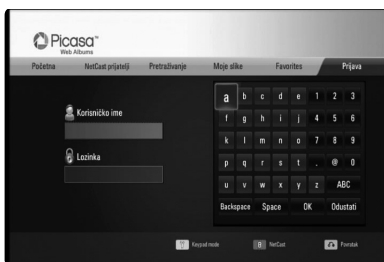 Picasa™
Web Albums
Početna NetCast prijatelji Pretraživanje Moje slike Favorites Prijava
Korisničko ime
Lozinka
a b c d e 1 2 3
f g h i j 4 5 6
k l m n o 7 8 9
p q r s t . @ 0
u v w x y z ABC
Backspace Space OK Odustati
Keypad mode NetCast Povratak